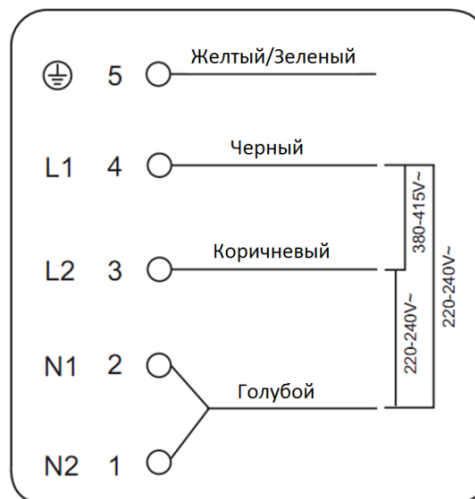 5 Желтый/Зеленый
L1 4 Черный
L2 3 Коричневый
N1 2
Голубой
N2 1
380-415V~
220-240V~
220-240V~